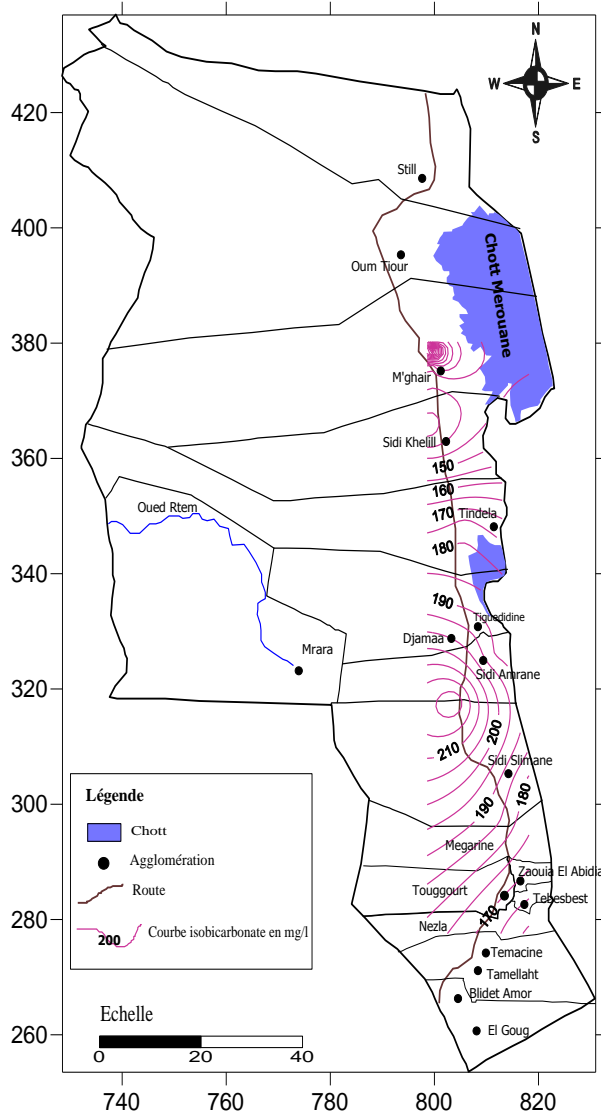 N
W E
S
420
400
380
360
340
320
300
280
260
Still
Oum Tiour
Chott Merouane
M'ghair
Sidi Khelill
150
160
170
Tindela
180
Oued Rtem
190
Tiguedidine
Djamaa
Mrara
Sidi Amrane
200
210
Sidi Slimane
180
190
Megarine
Zaouia El Abidia
Touggourt
Tebesbest
170
Nezla
Temacine
Tamellaht
Blidet Amor
El Goug
Légende
Chott
Agglomération
Route
200 Courbe isobicarbonate en mg/l
Echelle
0 20 40
740 760 780 800 820